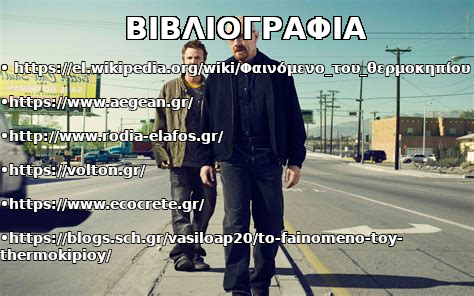 ΒΙΒΛΙΟΓΡΑΦΙΑ
• https://el.wikipedia.org/wiki/Φαινόμενο_του_θερμοκηπίου
•https://www.aegean.gr/
•http://www.rodia-elafos.gr/
•https://volton.gr/
•https://www.ecocrete.gr/
•https://blogs.sch.gr/vasiloap20/to-fainomeno-toy-
thermokipioy/